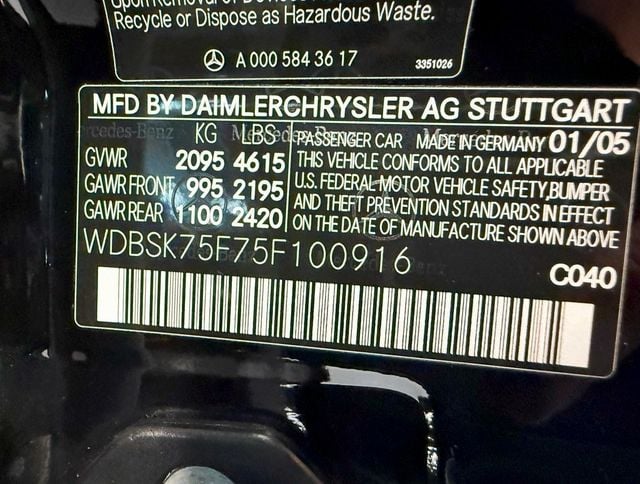 Recycle or Dispose as Hazardous Waste.
A 000 584 36 17
3351026
MFD BY DAIMLERCHRYSLER AG STUTTGART
KG LBS
GVWR 2095 4615
GAWR FRONT 995 2195
GAWR REAR 1100 2420
PASSENGER CAR MADE IN GERMANY 01/05
THIS VEHICLE CONFORMS TO ALL APPLICABLE
U.S. FEDERAL MOTOR VEHICLE SAFETY, BUMPER
AND THEFT PREVENTION STANDARDS IN EFFECT
ON THE DATE OF MANUFACTURE SHOWN ABOVE
WDBSK75F75F100916
C040